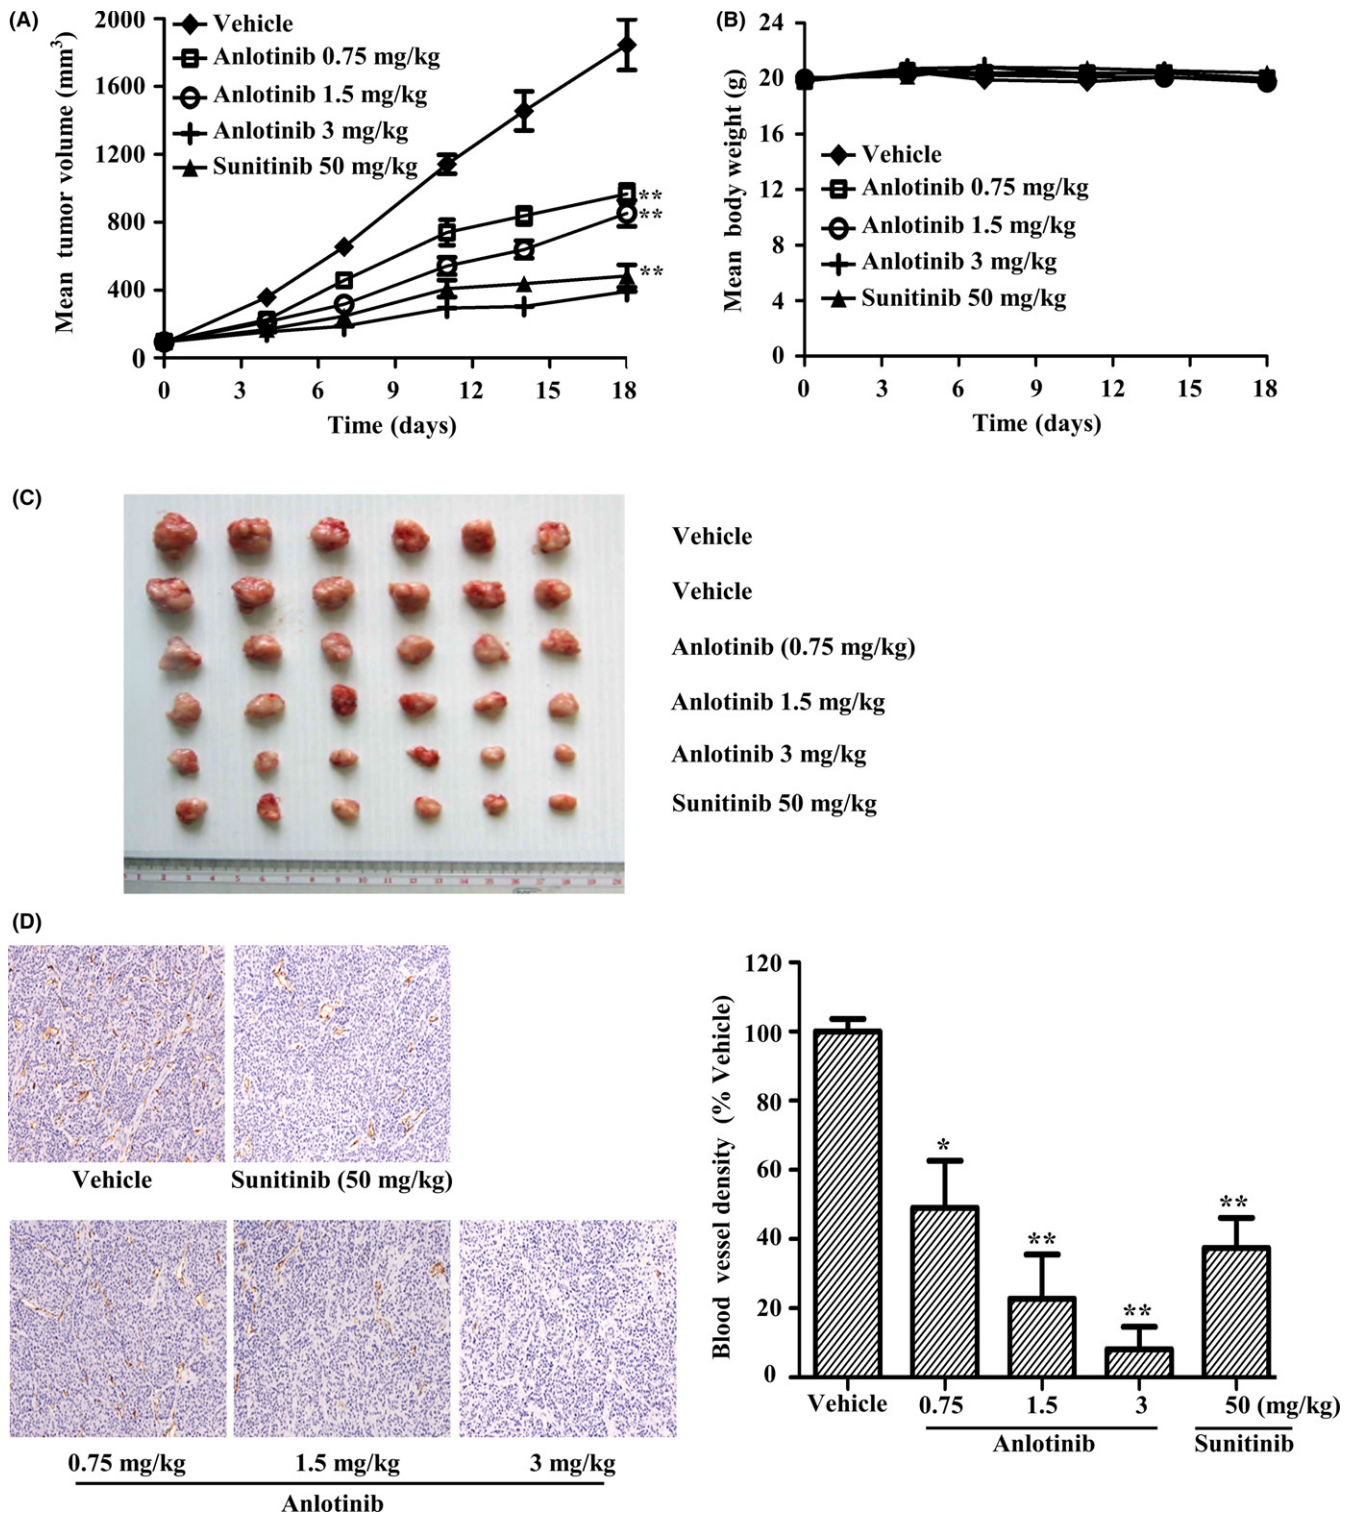 (A)
Mean tumor volume (mm³)
2000
1600
1200
800
400
0
Vehicle
Anlotinib 0.75 mg/kg
Anlotinib 1.5 mg/kg
Anlotinib 3 mg/kg
Sunitinib 50 mg/kg
**
**
**
0 3 6 9 12 15 18
Time (days)
(B)
Mean body weight (g)
24
20
16
12
8
4
0
Vehicle
Anlotinib 0.75 mg/kg
Anlotinib 1.5 mg/kg
Anlotinib 3 mg/kg
Sunitinib 50 mg/kg
0 3 6 9 12 15 18
Time (days)
(C)
Vehicle
Vehicle
Anlotinib (0.75 mg/kg)
Anlotinib 1.5 mg/kg
Anlotinib 3 mg/kg
Sunitinib 50 mg/kg
(D)
Vehicle Sunitinib (50 mg/kg)
0.75 mg/kg 1.5 mg/kg 3 mg/kg
Anlotinib
Blood vessel density (% Vehicle)
120
100
80
60
40
20
0
*
**
**
**
Vehicle 0.75 1.5 3 50 (mg/kg)
Anlotinib Sunitinib